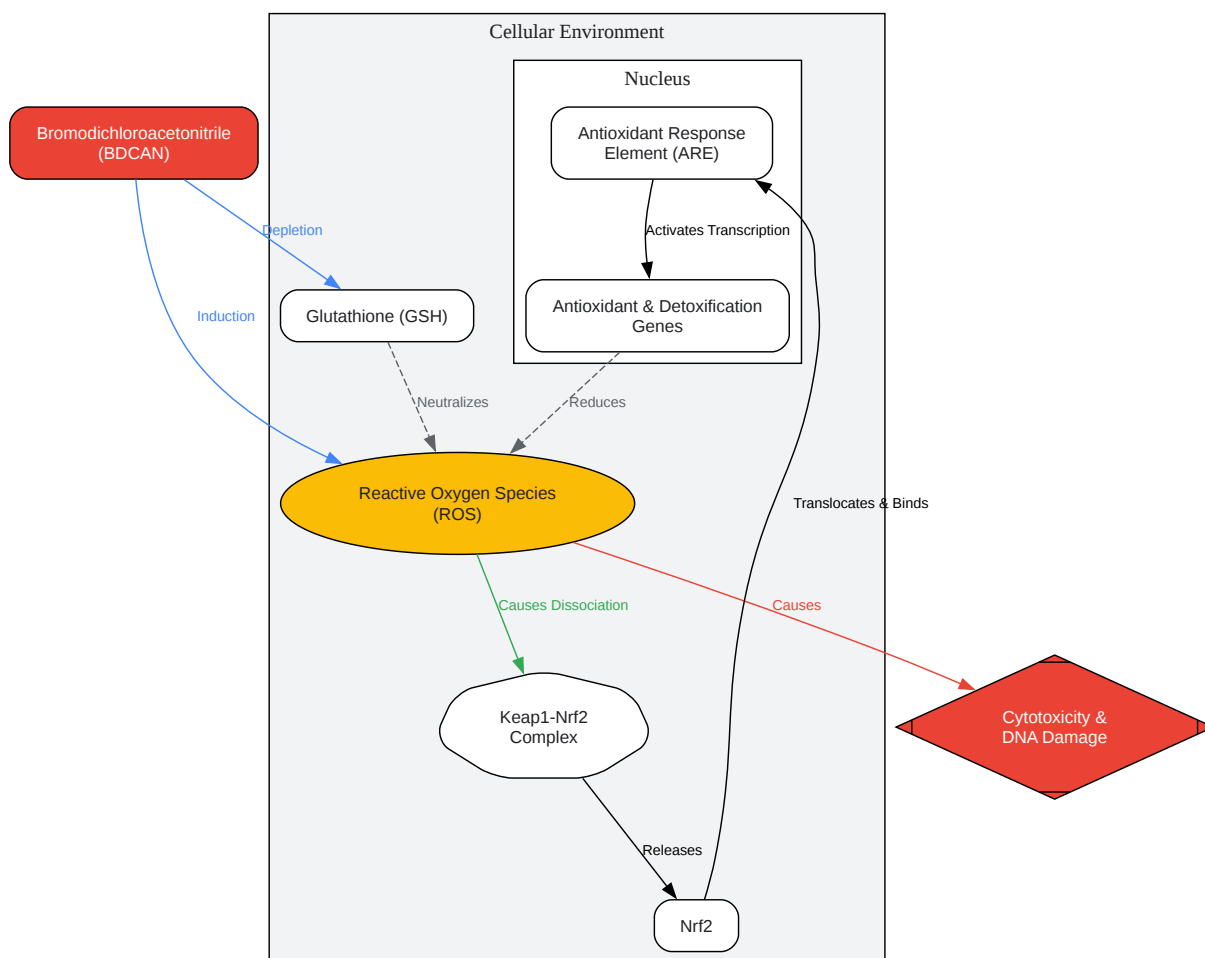 Cellular Environment
Nucleus
Bromodichloroacetonitrile
(BDCAN)
Antioxidant Response
Element (ARE)
Depletion
Activates Transcription
Induction
Glutathione (GSH)
Antioxidant & Detoxification
Genes
Neutralizes
Reduces
Reactive Oxygen Species
(ROS)
Translocates & Binds
Causes Dissociation
Causes
Keap1-Nrf2
Complex
Cytotoxicity &
DNA Damage
Releases
Nrf2